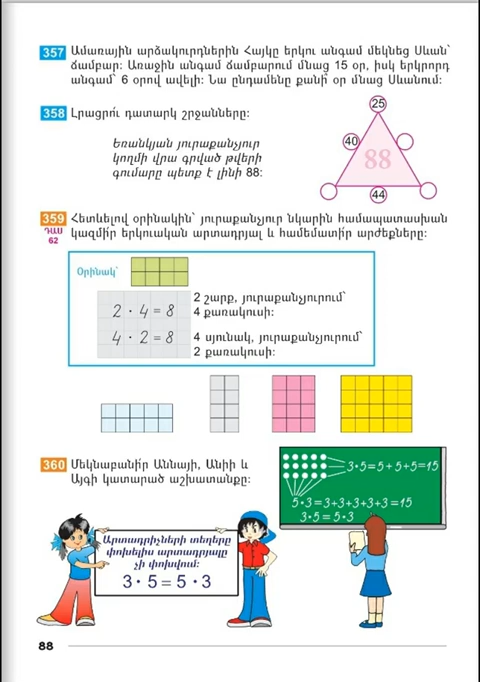 357 Ամառային արձակուրդներին Հայկը երկու անգամ մեկնեց Սևան՝
ճամբար։ Առաջին անգամ ճամբարում մնաց 15 օր, իսկ երկրորդ
անգամ՝ 6 օրով ավելի։ Նա ընդամենը քանի՞ օր մնաց Սևանում։
358 Լրացրո՛ւ դատարկ շրջանները։
Եռանկյան յուրաքանչյուր
կողմի վրա գրված թվերի
գումարը պետք է լինի 88։
25
40
88
44
359 Հետևելով օրինակին՝ յուրաքանչյուր նկարին համապատասխան
ԴԱՍ
62
կազմի՛ր երկուական արտադրյալ և համեմատի՛ր արժեքները։
Օրինակ՝
2 · 4 = 8
2 շարք, յուրաքանչյուրում՝
4 քառակուսի։
4 · 2 = 8
4 սյունակ, յուրաքանչյուրում՝
2 քառակուսի։
360 Մեկնաբանի՛ր Աննայի, Անիի և
Այգի կատարած աշխատանքը։
3·5=5+5+5=15
5·3=3+3+3+3+3=15
3·5=5·3
Արտադրիչների տեղերը
փոխելիս արտադրյալը
չի փոխվում։
3 · 5 = 5 · 3
88